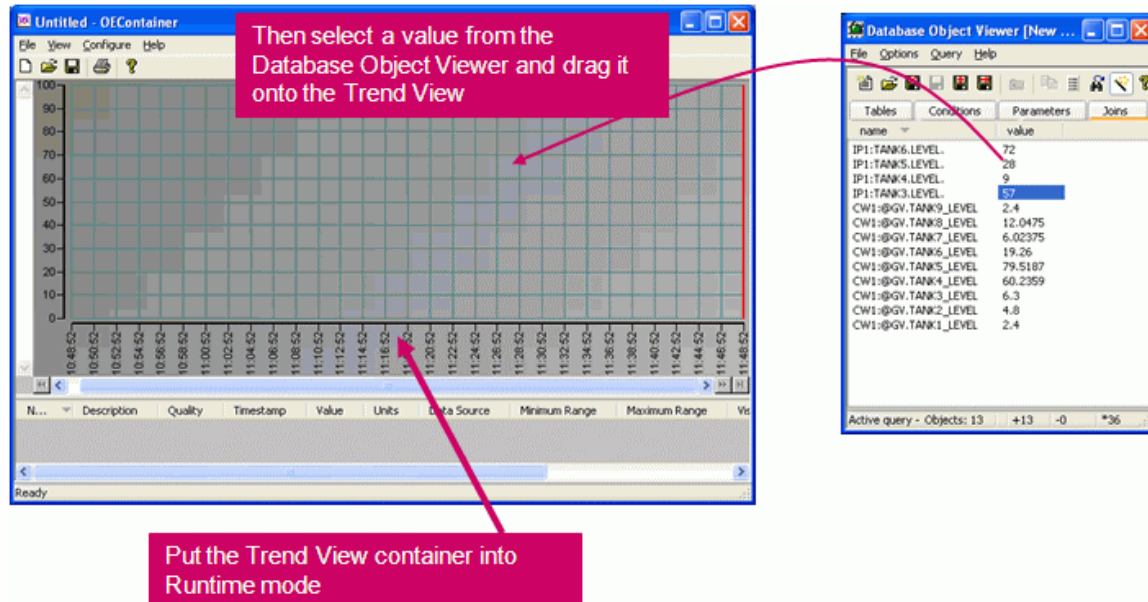 Untitled - OEContainer
File View Configure Help
Then select a value from the
Database Object Viewer and drag it
onto the Trend View
100
90
80
70
60
50
40
30
20
10
0
10:48:52
10:50:52
10:52:52
10:54:52
10:56:52
10:58:52
11:00:52
11:02:52
11:04:52
11:06:52
11:08:52
11:10:52
11:12:52
11:14:52
11:16:52
11:20:52
11:22:52
11:24:52
11:26:52
11:28:52
11:30:52
11:32:52
11:34:52
11:36:52
11:38:52
11:40:52
11:42:52
11:44:52
11:46:52
11:48:52
N... Description Quality Timestamp Value Units Data Source Minimum Range Maximum Range Vis
Ready
Put the Trend View container into
Runtime mode
Database Object Viewer [New ...
File Options Query Help
Tables Conditions Parameters Joins
name value
IP1:TANK6.LEVEL. 72
IP1:TANK5.LEVEL. 28
IP1:TANK4.LEVEL. 9
IP1:TANK3.LEVEL. 57
CW1:@GV.TANK9_LEVEL 2.4
CW1:@GV.TANK8_LEVEL 12.0475
CW1:@GV.TANK7_LEVEL 6.02375
CW1:@GV.TANK6_LEVEL 19.26
CW1:@GV.TANK5_LEVEL 79.5187
CW1:@GV.TANK4_LEVEL 60.2359
CW1:@GV.TANK3_LEVEL 6.3
CW1:@GV.TANK2_LEVEL 4.8
CW1:@GV.TANK1_LEVEL 2.4
Active query - Objects: 13 +13 -0 *36